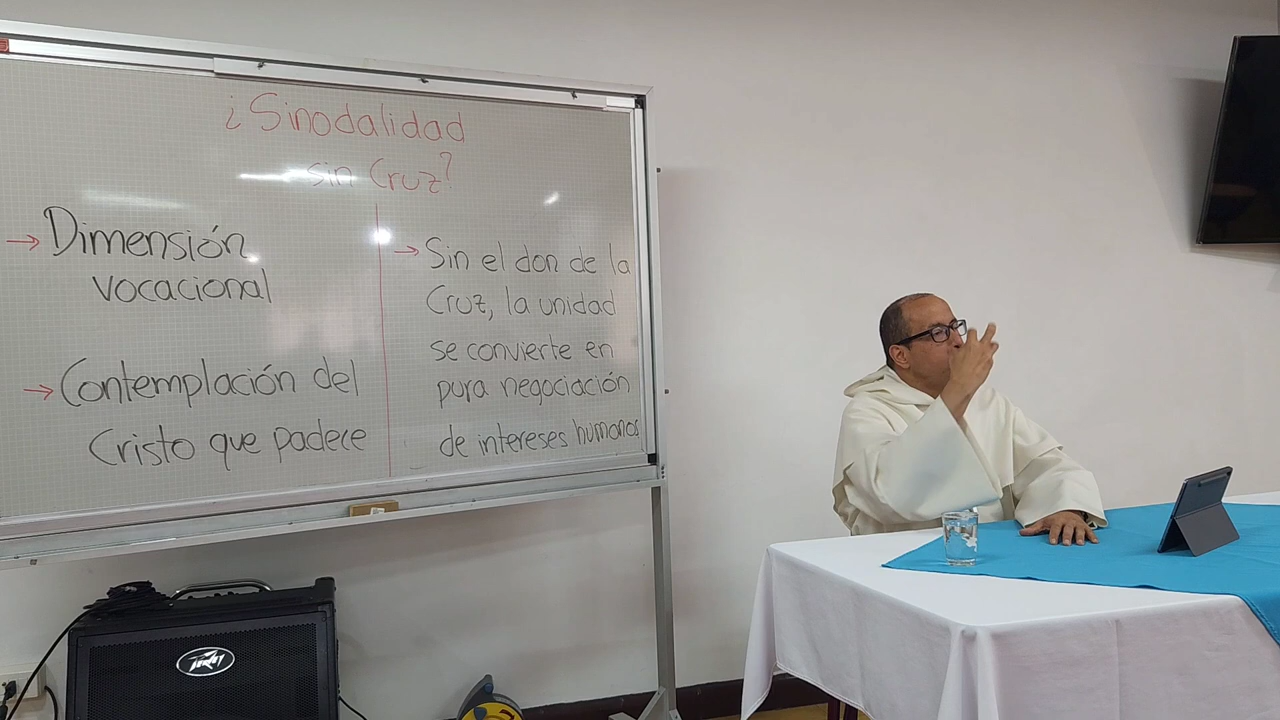 ¿Sinodalidad
sin Cruz?
→ Dimensión
vocacional
→ Contemplación del
Cristo que padece
→ Sin el don de la
Cruz, la unidad
se convierte en
pura negociación
de intereses humanos
PEAVEY